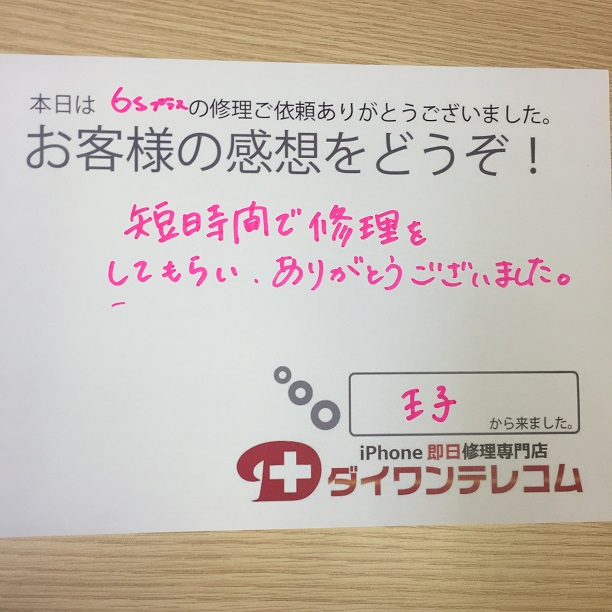 本日は 6sプラスの修理ご依頼ありがとうございました。
お客様の感想をどうぞ！
短日時間で修理を
してもらい、ありがとうございました。
王子
から来ました。
iPhone 即日修理専門店
ダイワンテレコム